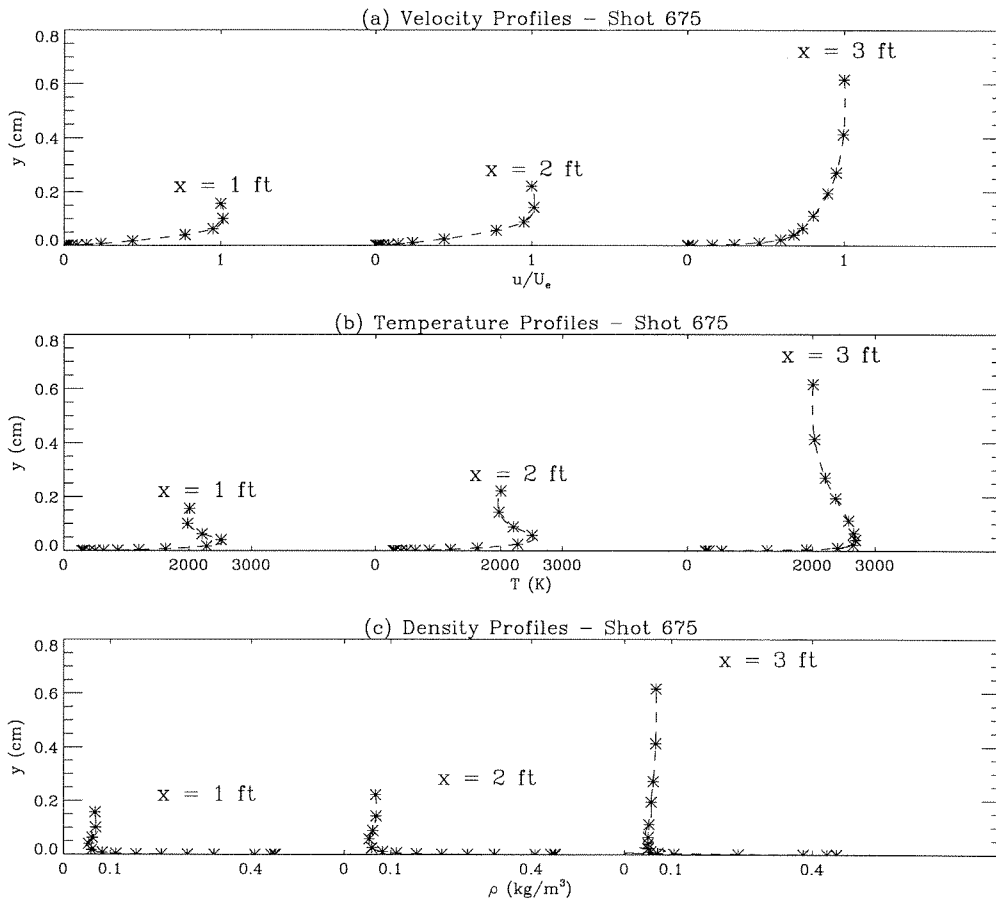 (a) Velocity Profiles – Shot 675
0.8
0.6
0.4
0.2
0.0
y (cm)
x = 1 ft
x = 2 ft
x = 3 ft
0 1 0 1 0 1
u/Uₑ
(b) Temperature Profiles – Shot 675
0.8
0.6
0.4
0.2
0.0
y (cm)
x = 1 ft
x = 2 ft
x = 3 ft
0 2000 3000 0 2000 3000 0 2000 3000
T (K)
(c) Density Profiles – Shot 675
0.8
0.6
0.4
0.2
0.0
y (cm)
x = 1 ft
x = 2 ft
x = 3 ft
0 0.1 0.4 0 0.1 0.4 0 0.1 0.4
ρ (kg/m³)